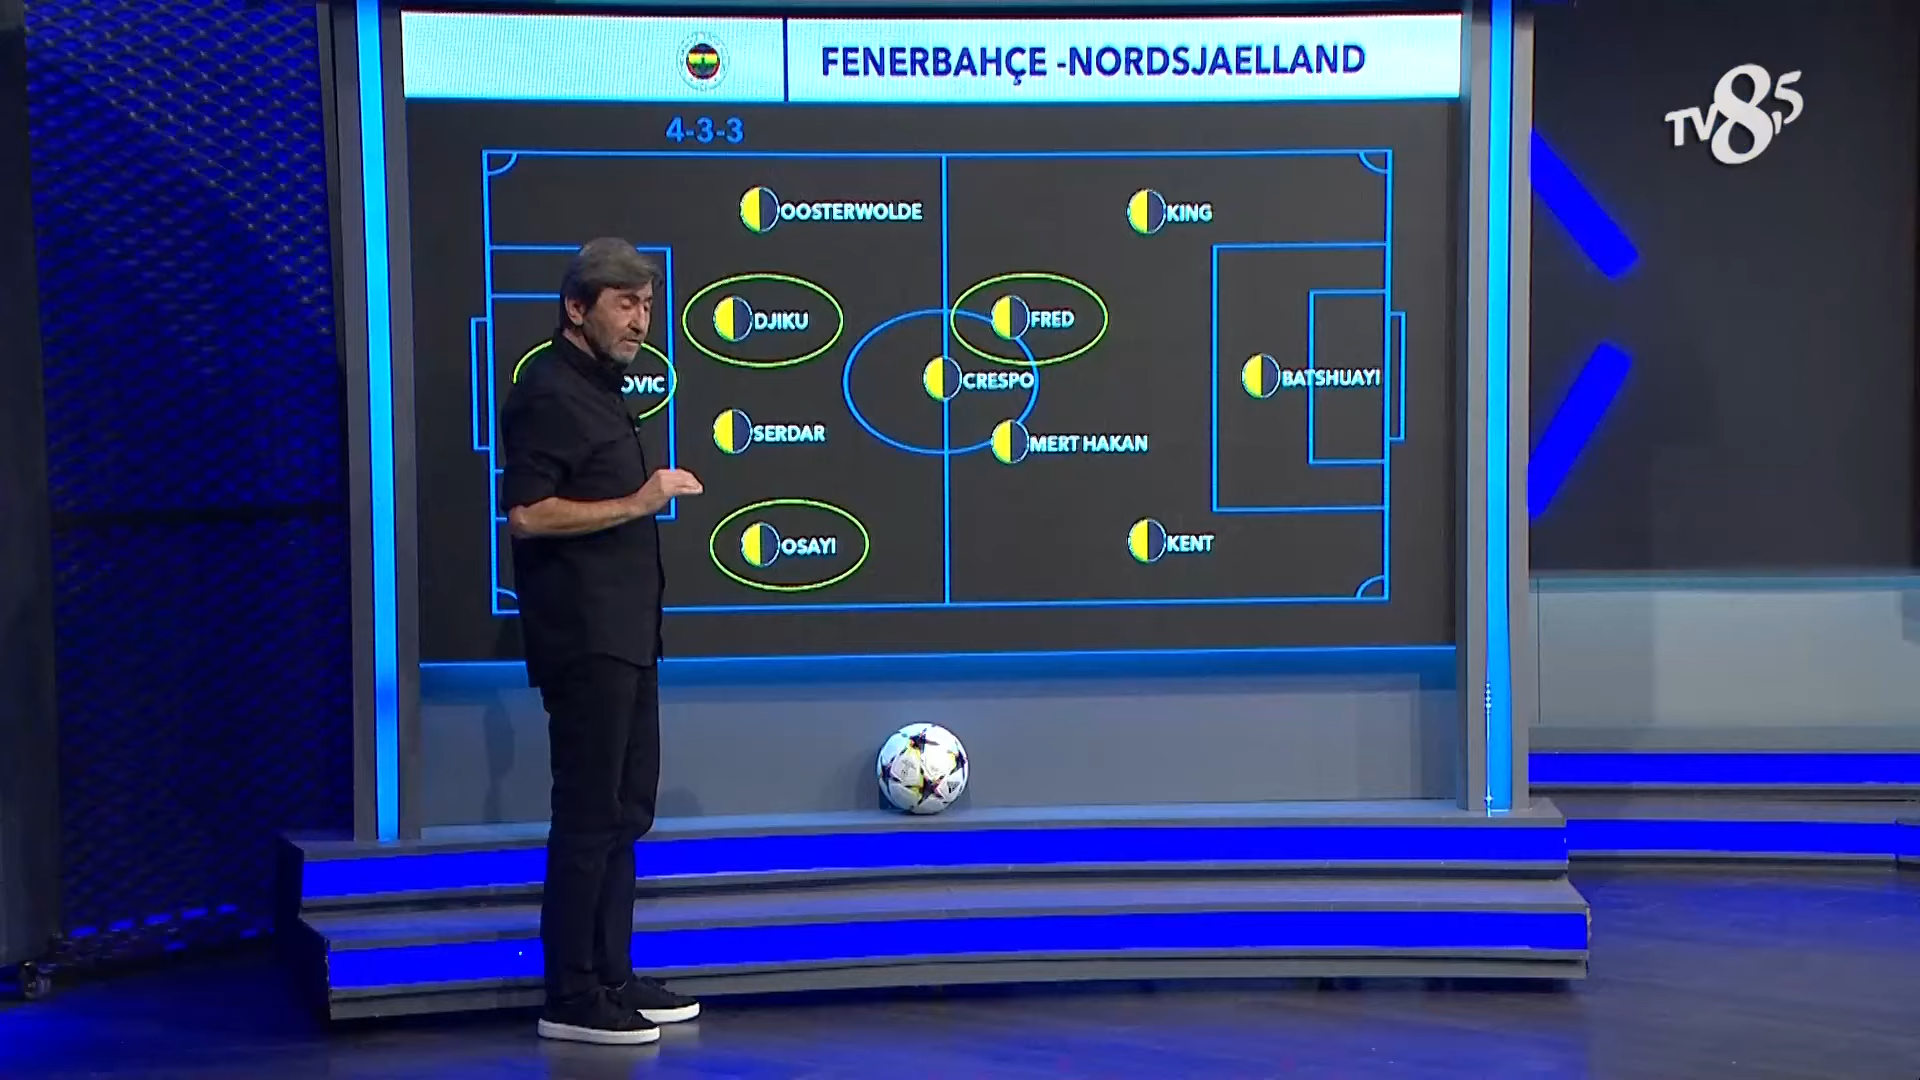 FENERBAHÇE -NORDSJAELLAND
TV8,5
4-3-3
OOSTERWOLDE
KING
DJIKU
FRED
OVIC
CRESPO
BATSHUAYI
SERDAR
MERT HAKAN
OSAYI
KENT